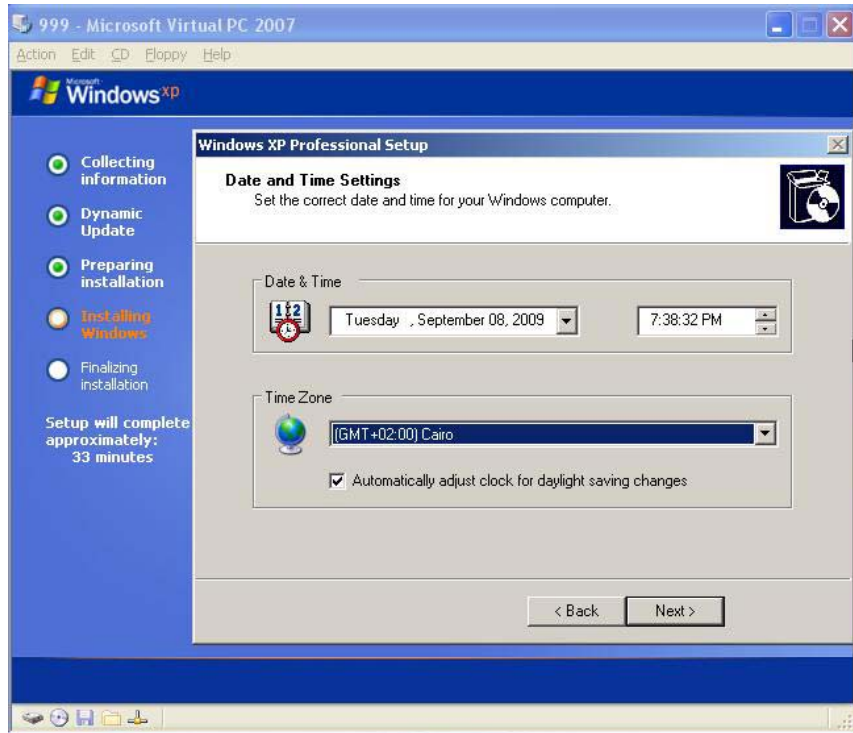 999 - Microsoft Virtual PC 2007
Action Edit CD Floppy Help
Microsoft
Windows xp
Collecting
information
Dynamic
Update
Preparing
installation
Installing
Windows
Finalizing
installation
Setup will complete
approximately:
33 minutes
Windows XP Professional Setup
Date and Time Settings
Set the correct date and time for your Windows computer.
Date & Time
Tuesday , September 08, 2009 7:38:32 PM
Time Zone
(GMT+02:00) Cairo
Automatically adjust clock for daylight saving changes
< Back Next >